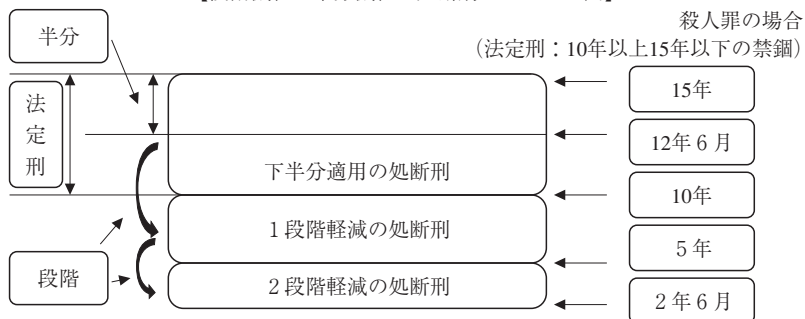 殺人罪の場合
(法定刑：10年以上15年以下の禁錮)
半分
法定刑
15年
12年6月
下半分適用の処断刑
10年
1段階軽減の処断刑
5年
段階
2段階軽減の処断刑
2年6月